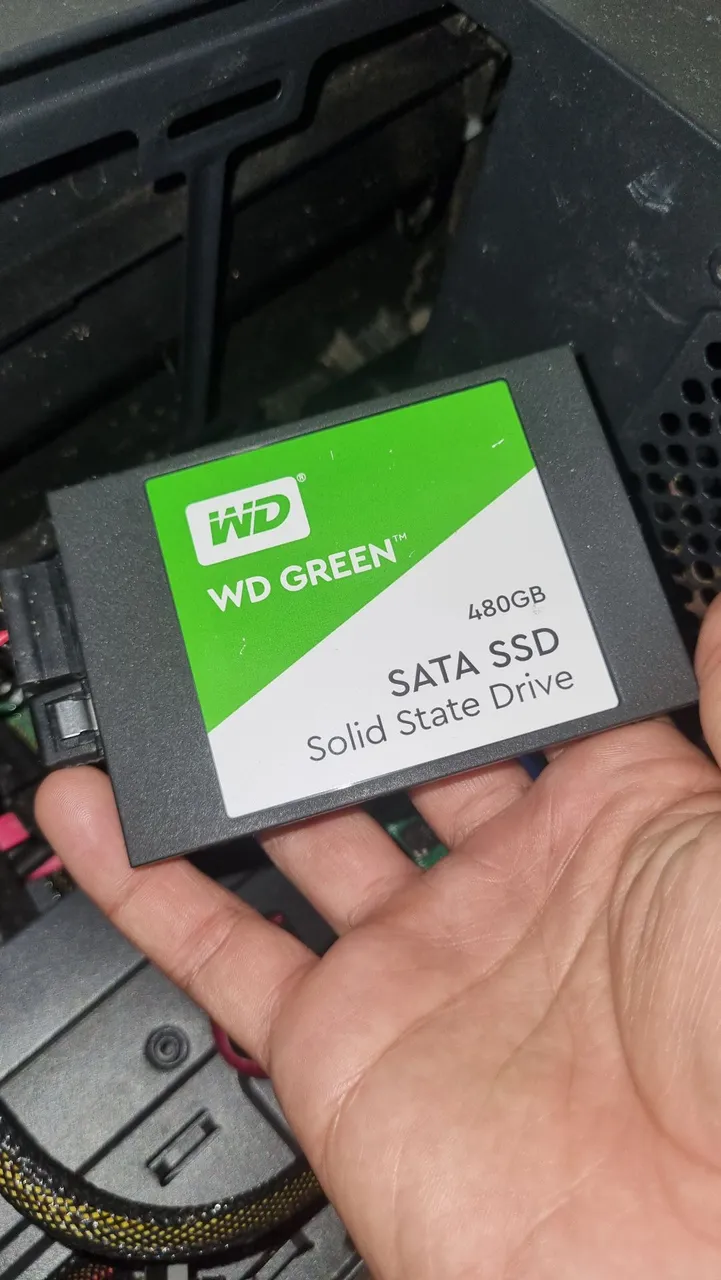 WD®
WD GREEN™
480GB
SATA SSD
Solid State Drive